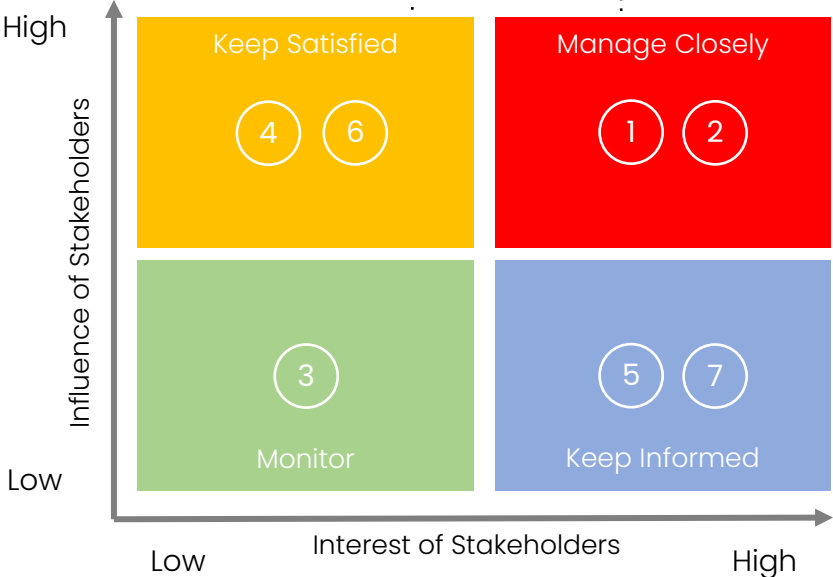 High
Keep Satisfied
Manage Closely
4
6
1
2
Influence of Stakeholders
3
5
7
Monitor
Keep Informed
Low
Interest of Stakeholders
Low
High